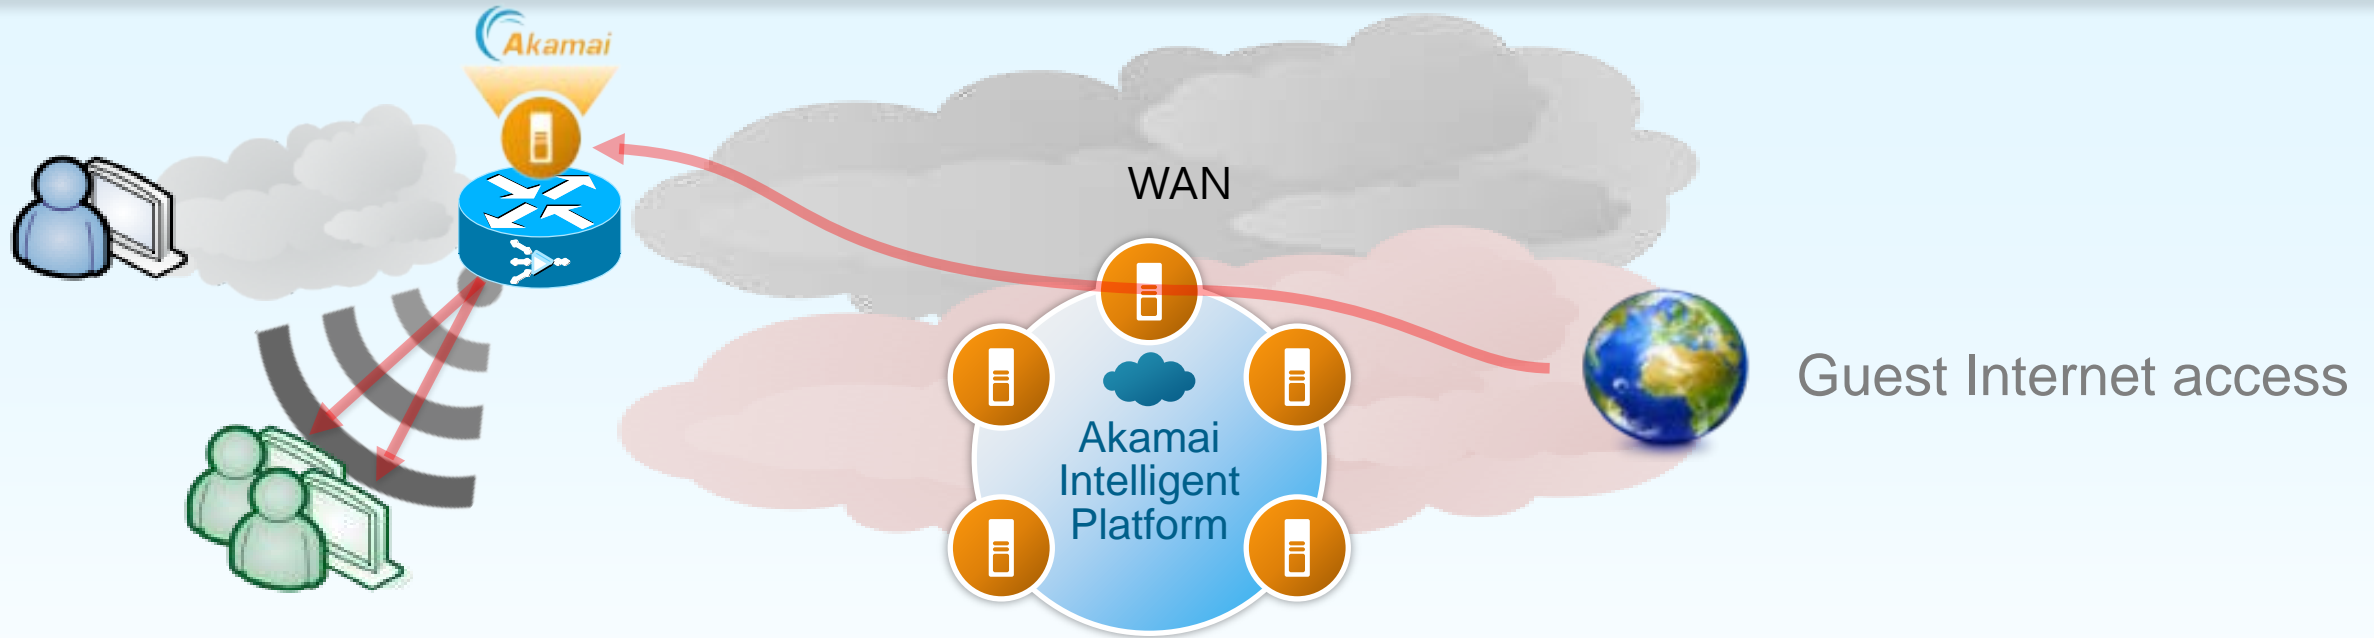 Akamai
WAN
Akamai
Intelligent
Platform
Guest Internet access